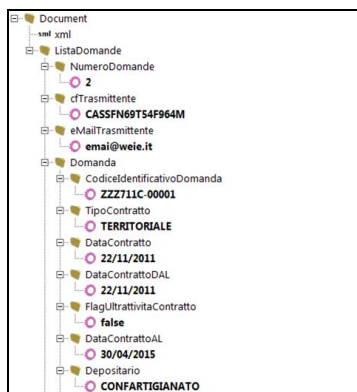 Document
xml xml
ListaDomande
NumeroDomande
2
cfTrasmittente
CASSFN69T54F964M
eMailTrasmittente
emai@weie.it
Domanda
CodiceIdentificativoDomanda
ZZZ711C-00001
TipoContratto
TERRITORIALE
DataContratto
22/11/2011
DataContrattoDAL
22/11/2011
FlagUltrattivitaContratto
false
DataContrattoAL
30/04/2015
Depositario
CONFARTIGIANATO